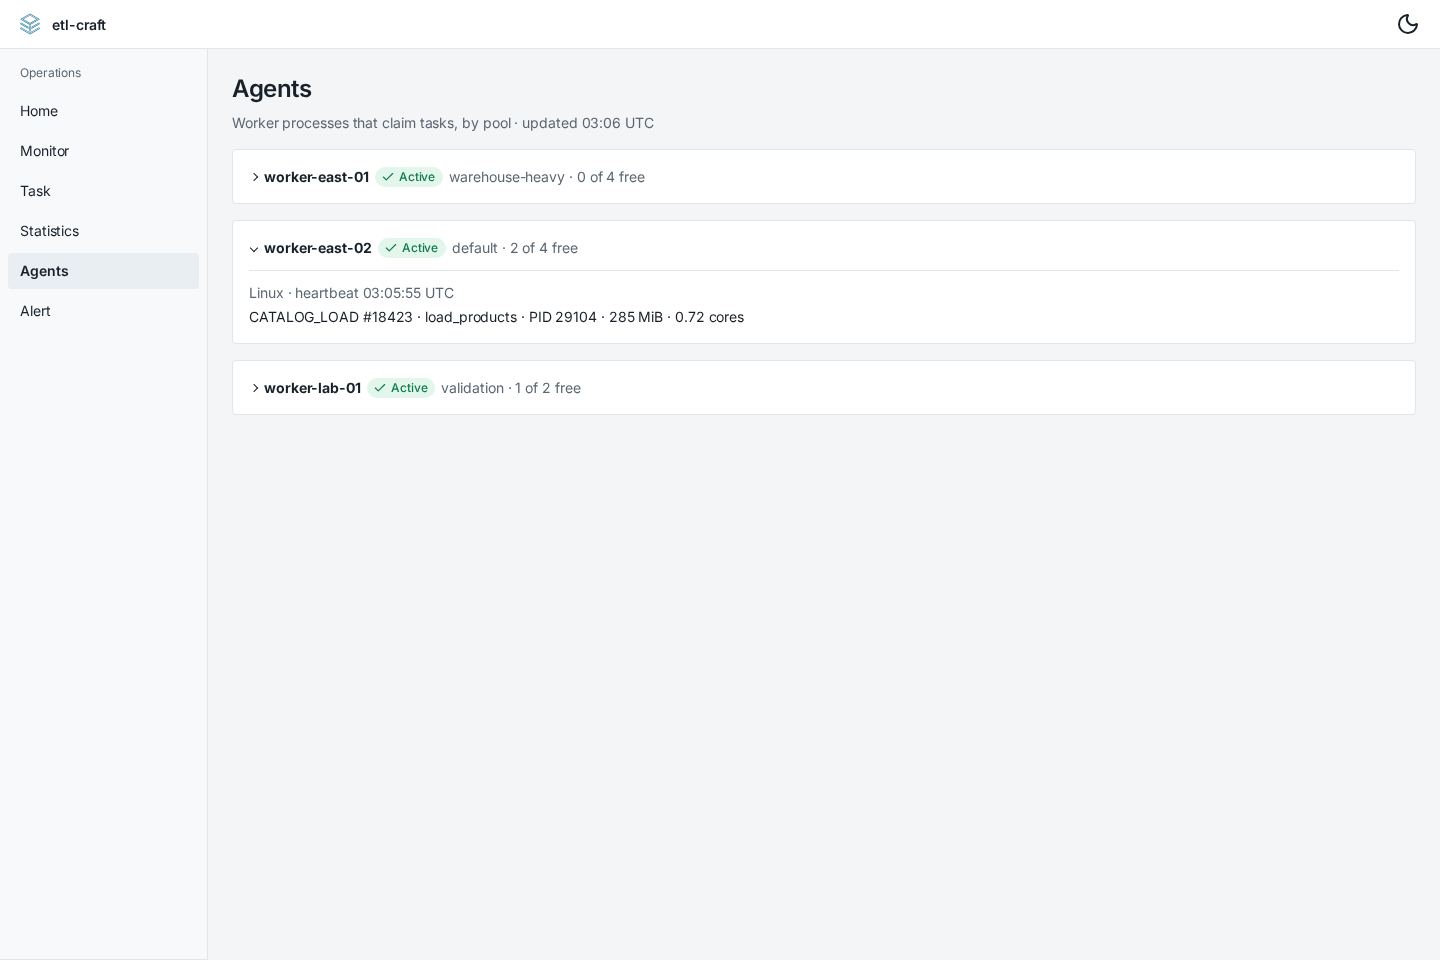 etl-craft
Operations
Home
Monitor
Task
Statistics
Agents
Alert
Agents
Worker processes that claim tasks, by pool · updated 03:06 UTC
worker-east-01 Active warehouse-heavy · 0 of 4 free
worker-east-02 Active default · 2 of 4 free
Linux · heartbeat 03:05:55 UTC
CATALOG_LOAD #18423 · load_products · PID 29104 · 285 MiB · 0.72 cores
worker-lab-01 Active validation · 1 of 2 free